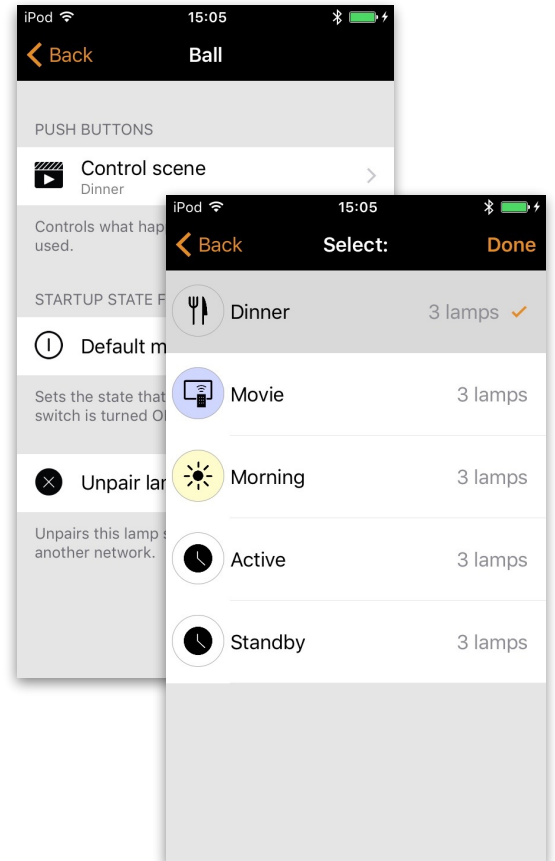 iPod 15:05
Back Ball
PUSH BUTTONS
Control scene
Dinner
Controls what hap
used.
STARTUP STATE F
Default m
Sets the state that
switch is turned O
Unpair lar
Unpairs this lamp s
another network.
iPod 15:05
Back Select: Done
Dinner 3 lamps
Movie 3 lamps
Morning 3 lamps
Active 3 lamps
Standby 3 lamps